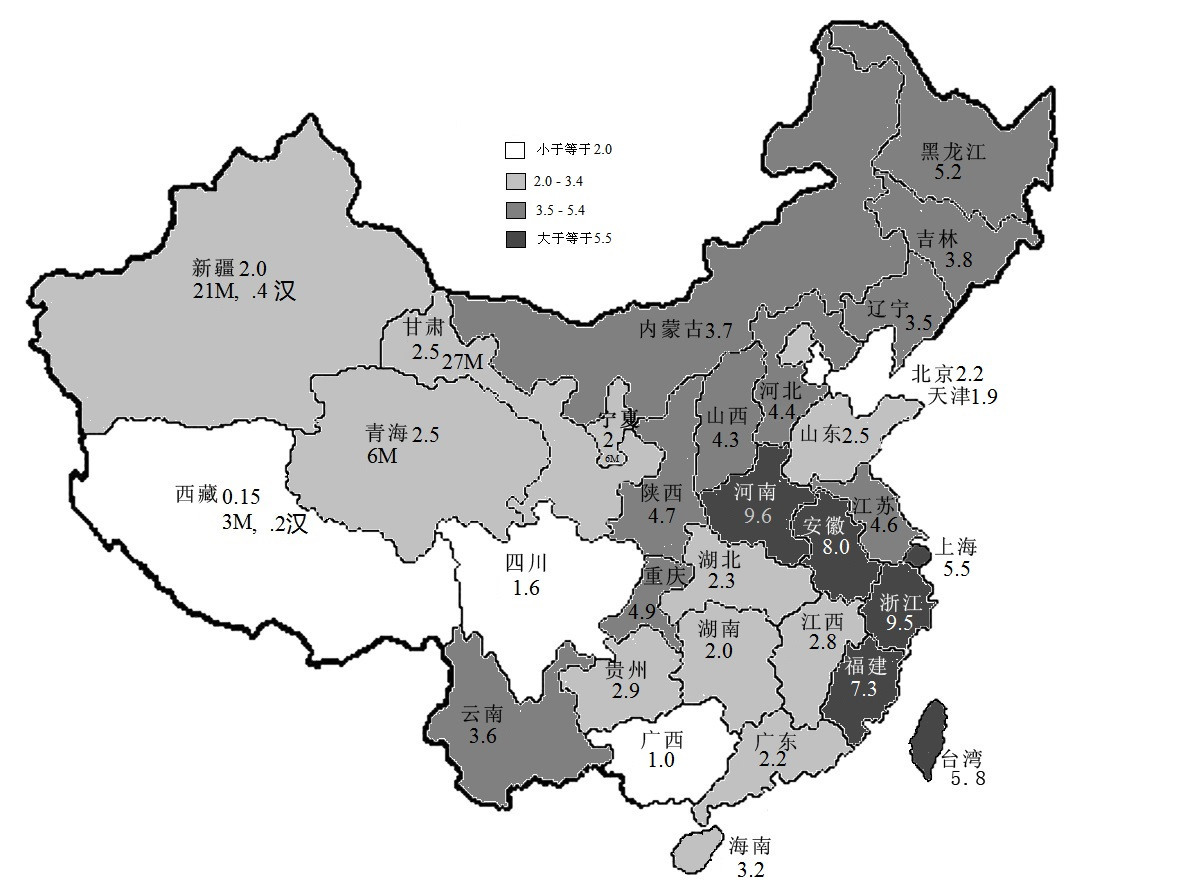 小于等于2.0
2.0 - 3.4
3.5 - 5.4
大于等于5.5
黑龙江
5.2
吉林
3.8
辽宁3.5
新疆2.0
21M, .4汉
甘肃
2.5 27M
内蒙古3.7
北京2.2
天津1.9
河北
4.4
山西
4.3
山东2.5
宁夏
2
6M
青海2.5
6M
西藏0.15
3M, .2汉
陕西
4.7
河南
9.6
安徽
8.0
江苏
4.6
上海
5.5
四川
1.6
重庆
4.9
湖北
2.3
浙江
9.5
湖南
2.0
江西
2.8
贵州
2.9
福建
7.3
云南
3.6
广西
1.0
广东
2.2
台湾
5.8
海南
3.2